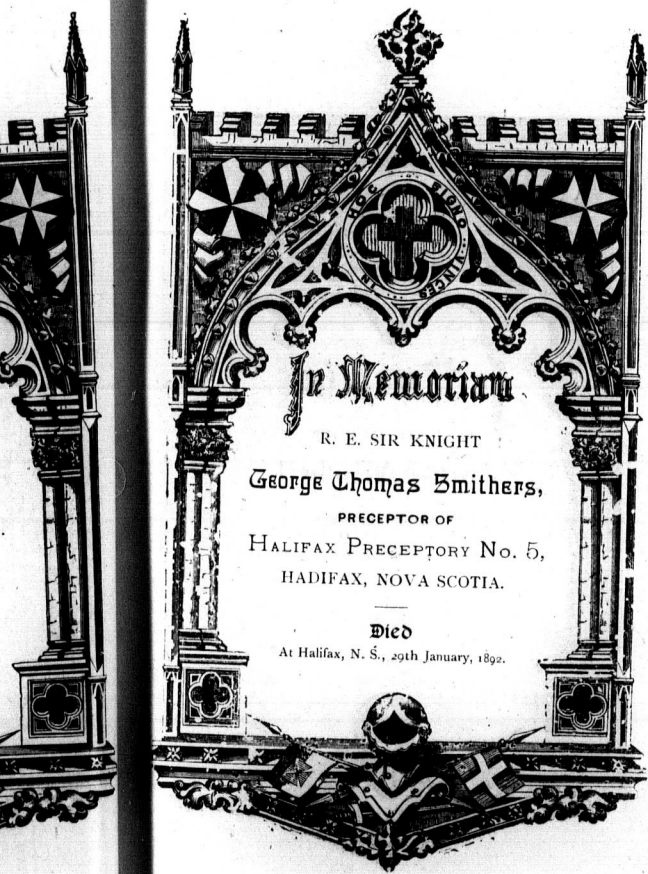 IN HOC SIGNO VINCES
In Memoriam
R. E. SIR KNIGHT
George Thomas Smithers,
PRECEPTOR OF
HALIFAX PRECEPTORY No. 5,
HADIFAX, NOVA SCOTIA.
Died
At Halifax, N. S., 29th January, 1892.